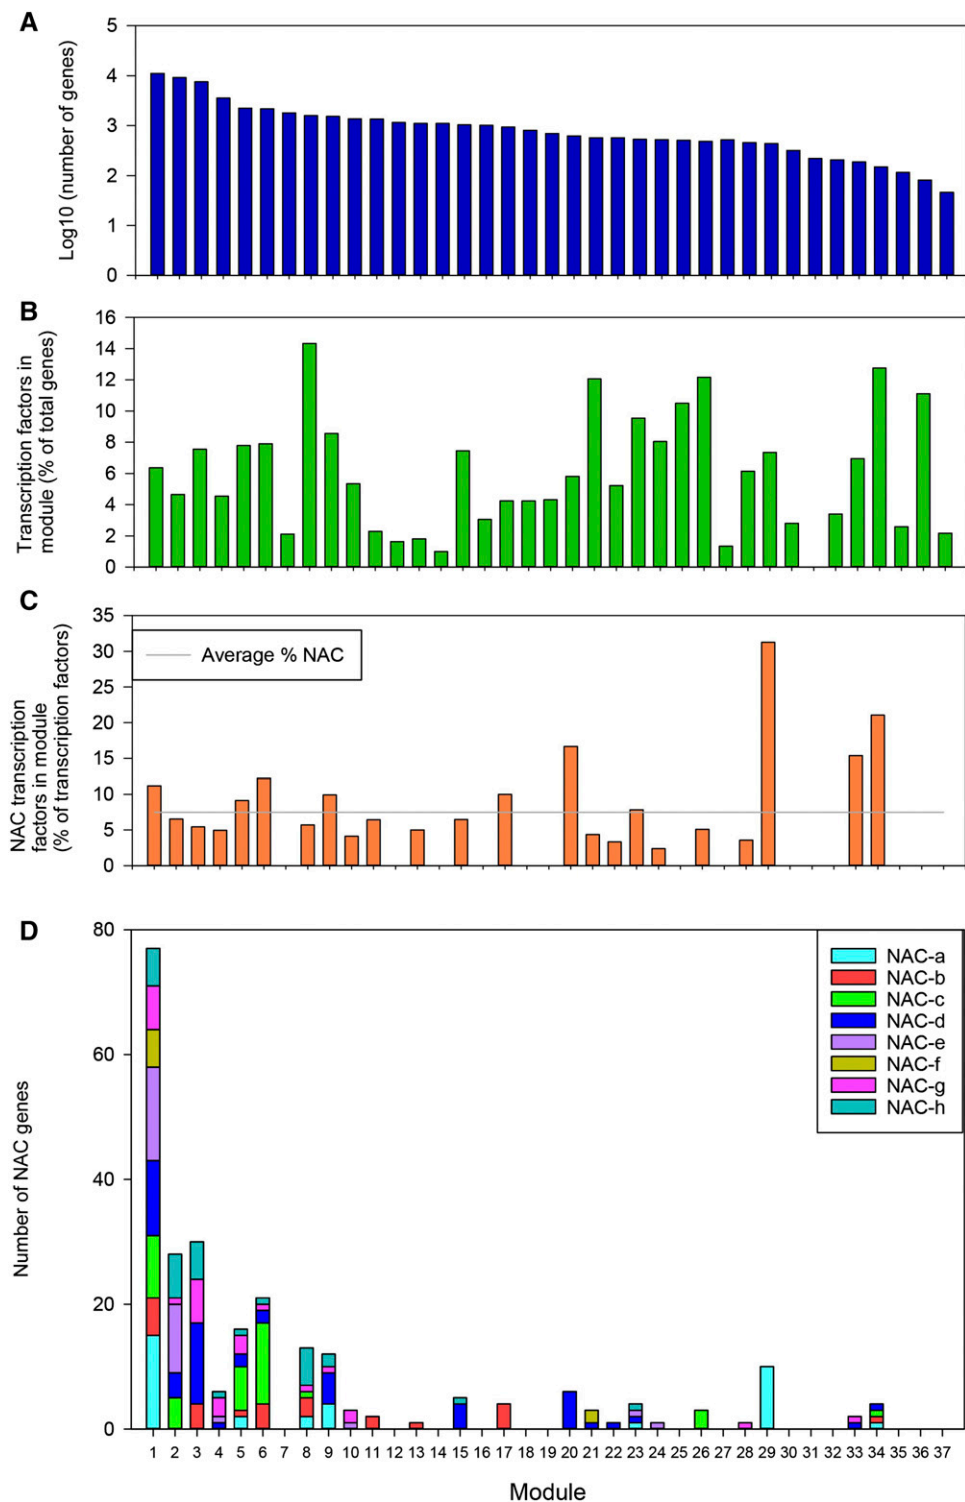 A
Log10 (number of genes)
5
4
3
2
1
0
B
Transcription factors in
module (% of total genes)
16
14
12
10
8
6
4
2
0
C
NAC transcription
factors in module
(% of transcription factors)
35
30
25
20
15
10
5
0
Average % NAC
D
Number of NAC genes
80
60
40
20
0
NAC-a
NAC-b
NAC-c
NAC-d
NAC-e
NAC-f
NAC-g
NAC-h
1 2 3 4 5 6 7 8 9 10 11 12 13 14 15 16 17 18 19 20 21 22 23 24 25 26 27 28 29 30 31 32 33 34 35 36 37
Module